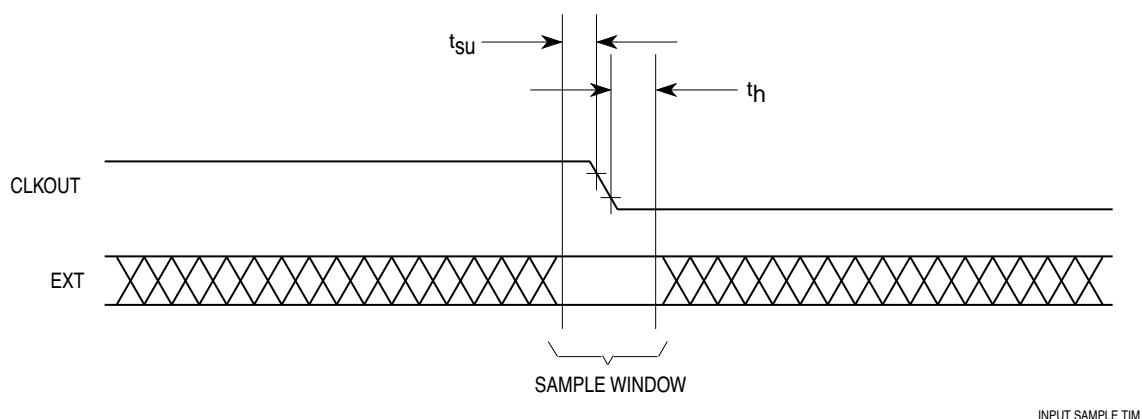 tsu
th
CLKOUT
EXT
SAMPLE WINDOW
INPUT SAMPLE TIM